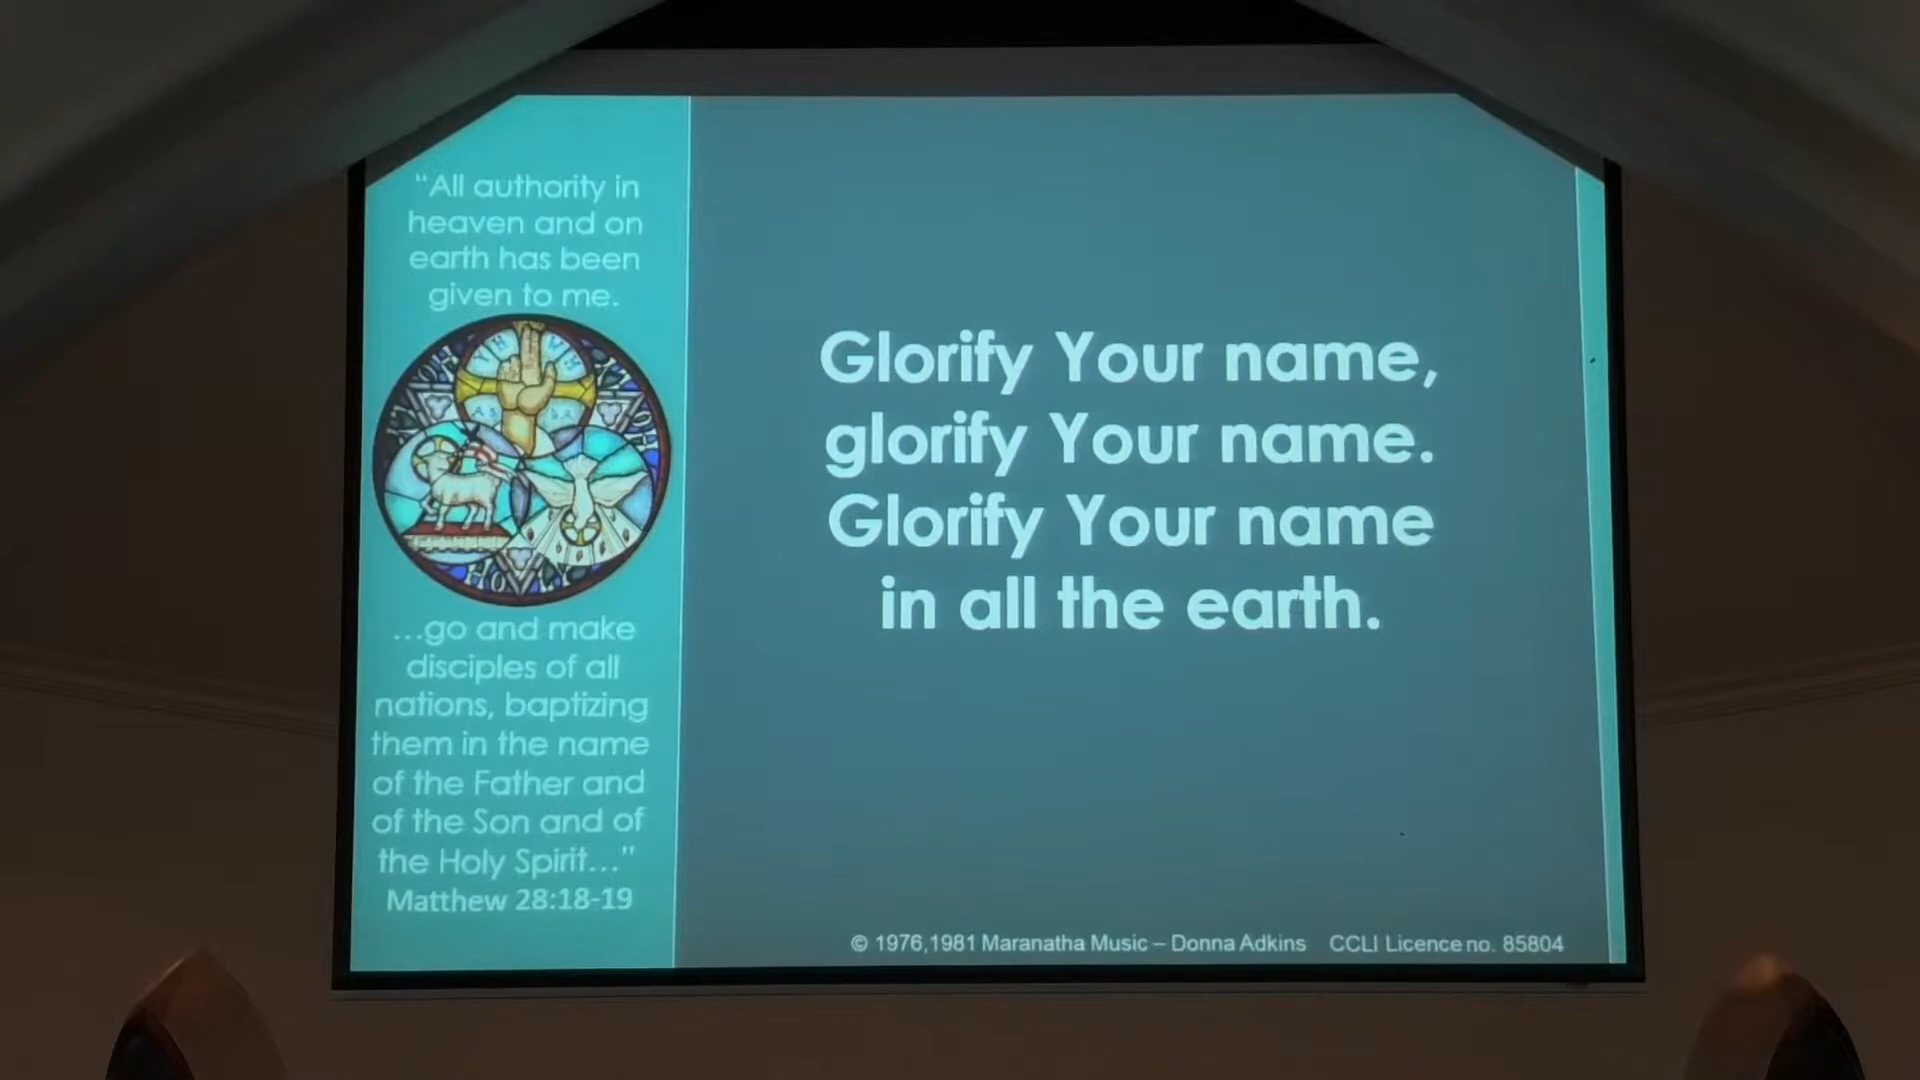 “All authority in
heaven and on
earth has been
given to me.
…go and make
disciples of all
nations, baptizing
them in the name
of the Father and
of the Son and of
the Holy Spirit…”
Matthew 28:18-19
Glorify Your name,
glorify Your name.
Glorify Your name
in all the earth.
© 1976,1981 Maranatha Music – Donna Adkins CCLI Licence no. 85804